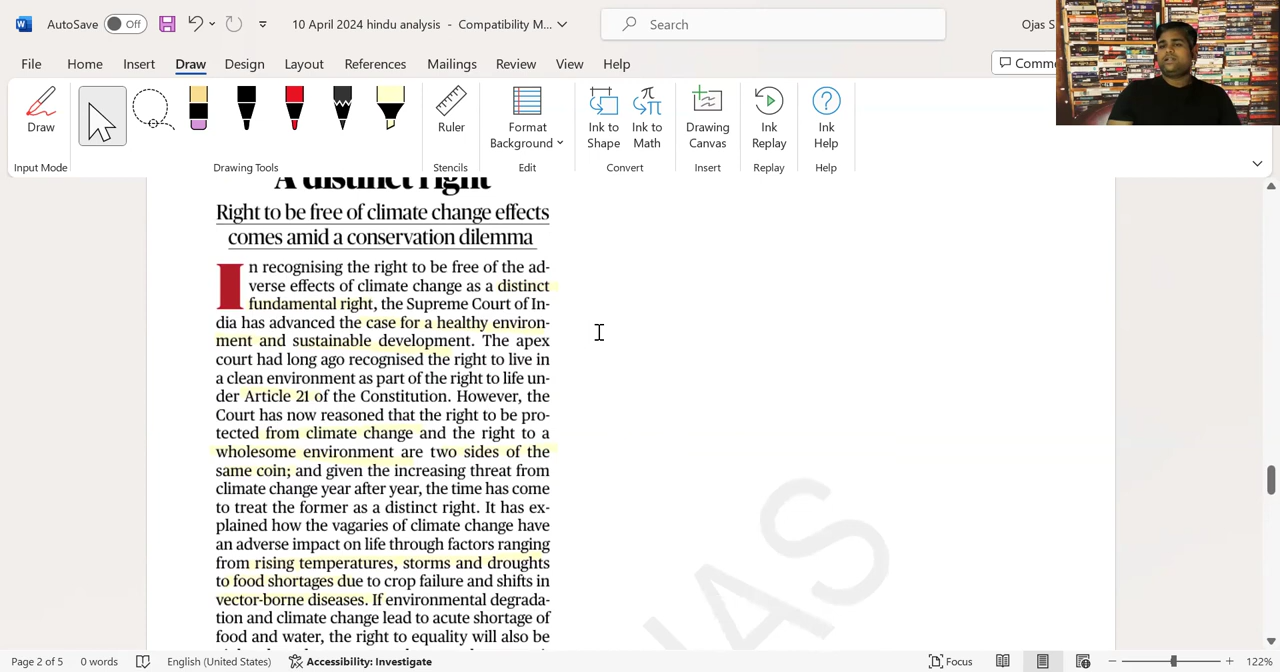 AutoSave Off 10 April 2024 hindu analysis - Compatibility M... Search Ojas S
File Home Insert Draw Design Layout References Mailings Review View Help Comme
Draw Ruler Format Background Ink to Shape Ink to Math Drawing Canvas Ink Replay Ink Help
Input Mode Drawing Tools Stencils Edit Convert Insert Replay Help
A distinct right
Right to be free of climate change effects
comes amid a conservation dilemma
In recognising the right to be free of the ad-
verse effects of climate change as a distinct
fundamental right, the Supreme Court of In-
dia has advanced the case for a healthy environ-
ment and sustainable development. The apex
court had long ago recognised the right to live in
a clean environment as part of the right to life un-
der Article 21 of the Constitution. However, the
Court has now reasoned that the right to be pro-
tected from climate change and the right to a
wholesome environment are two sides of the
same coin; and given the increasing threat from
climate change year after year, the time has come
to treat the former as a distinct right. It has ex-
plained how the vagaries of climate change have
an adverse impact on life through factors ranging
from rising temperatures, storms and droughts
to food shortages due to crop failure and shifts in
vector-borne diseases. If environmental degrada-
tion and climate change lead to acute shortage of
food and water, the right to equality will also be
IAS
Page 2 of 5 0 words English (United States) Accessibility: Investigate Focus 122%